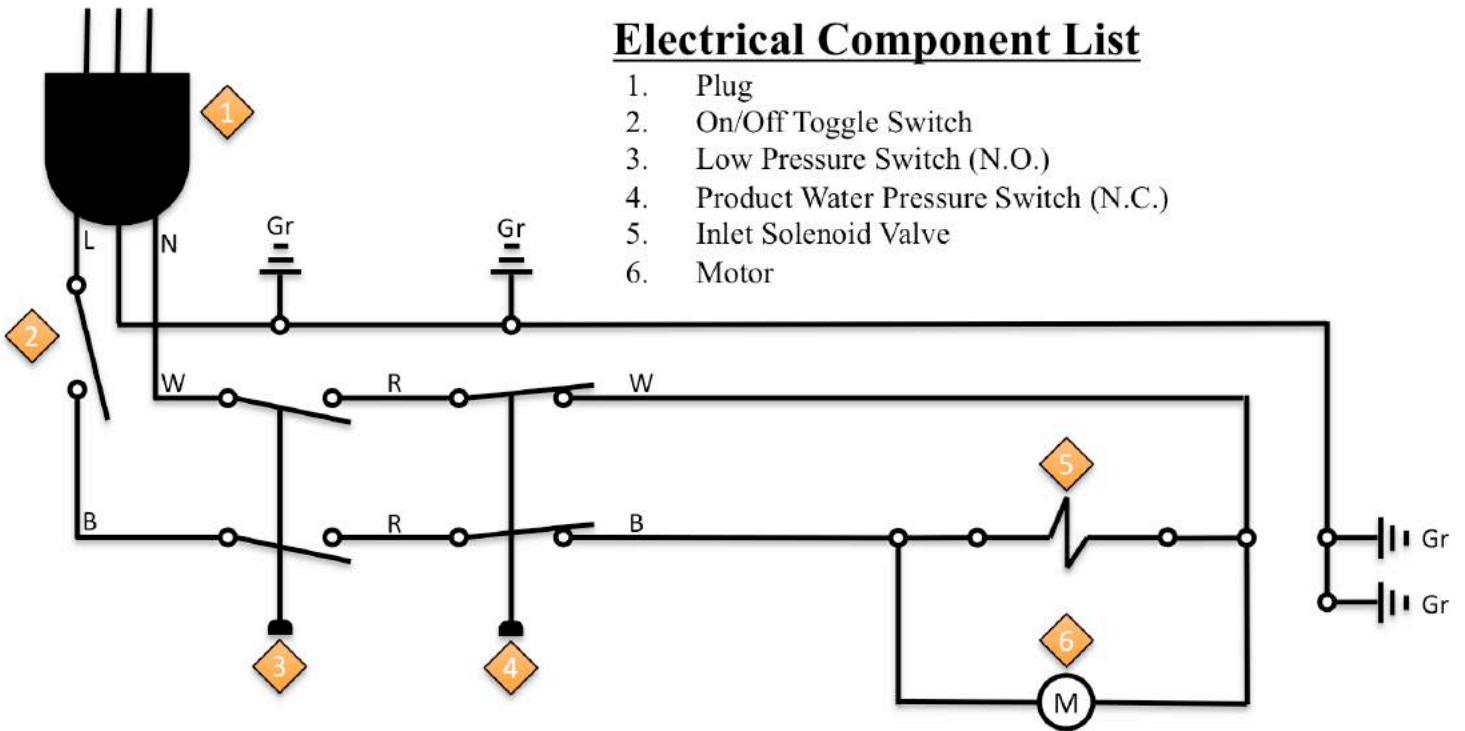 Electrical Component List
1. Plug
2. On/Off Toggle Switch
3. Low Pressure Switch (N.O.)
4. Product Water Pressure Switch (N.C.)
5. Inlet Solenoid Valve
6. Motor
1
L
N
Gr
Gr
2
W
R
W
5
B
R
B
Gr
Gr
3
4
6
M